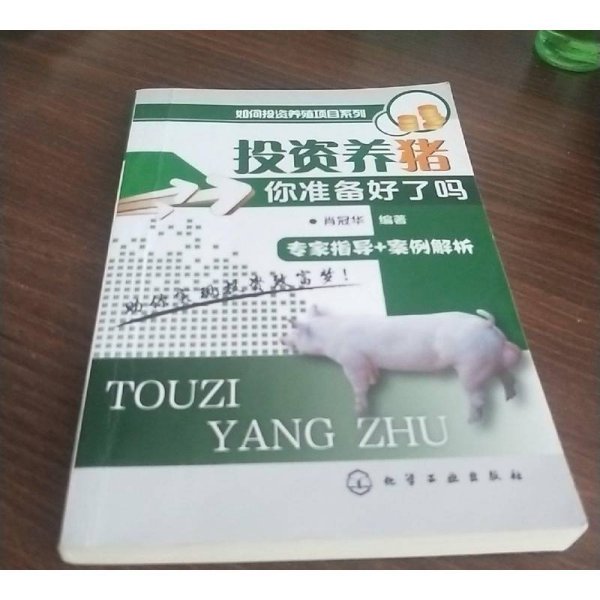 如何投资养殖项目系列
投资养猪
你准备好了吗
•肖冠华 编著
专家指导+案例解析
助你实现投资致富梦！
TOUZI
YANG ZHU
化学工业出版社